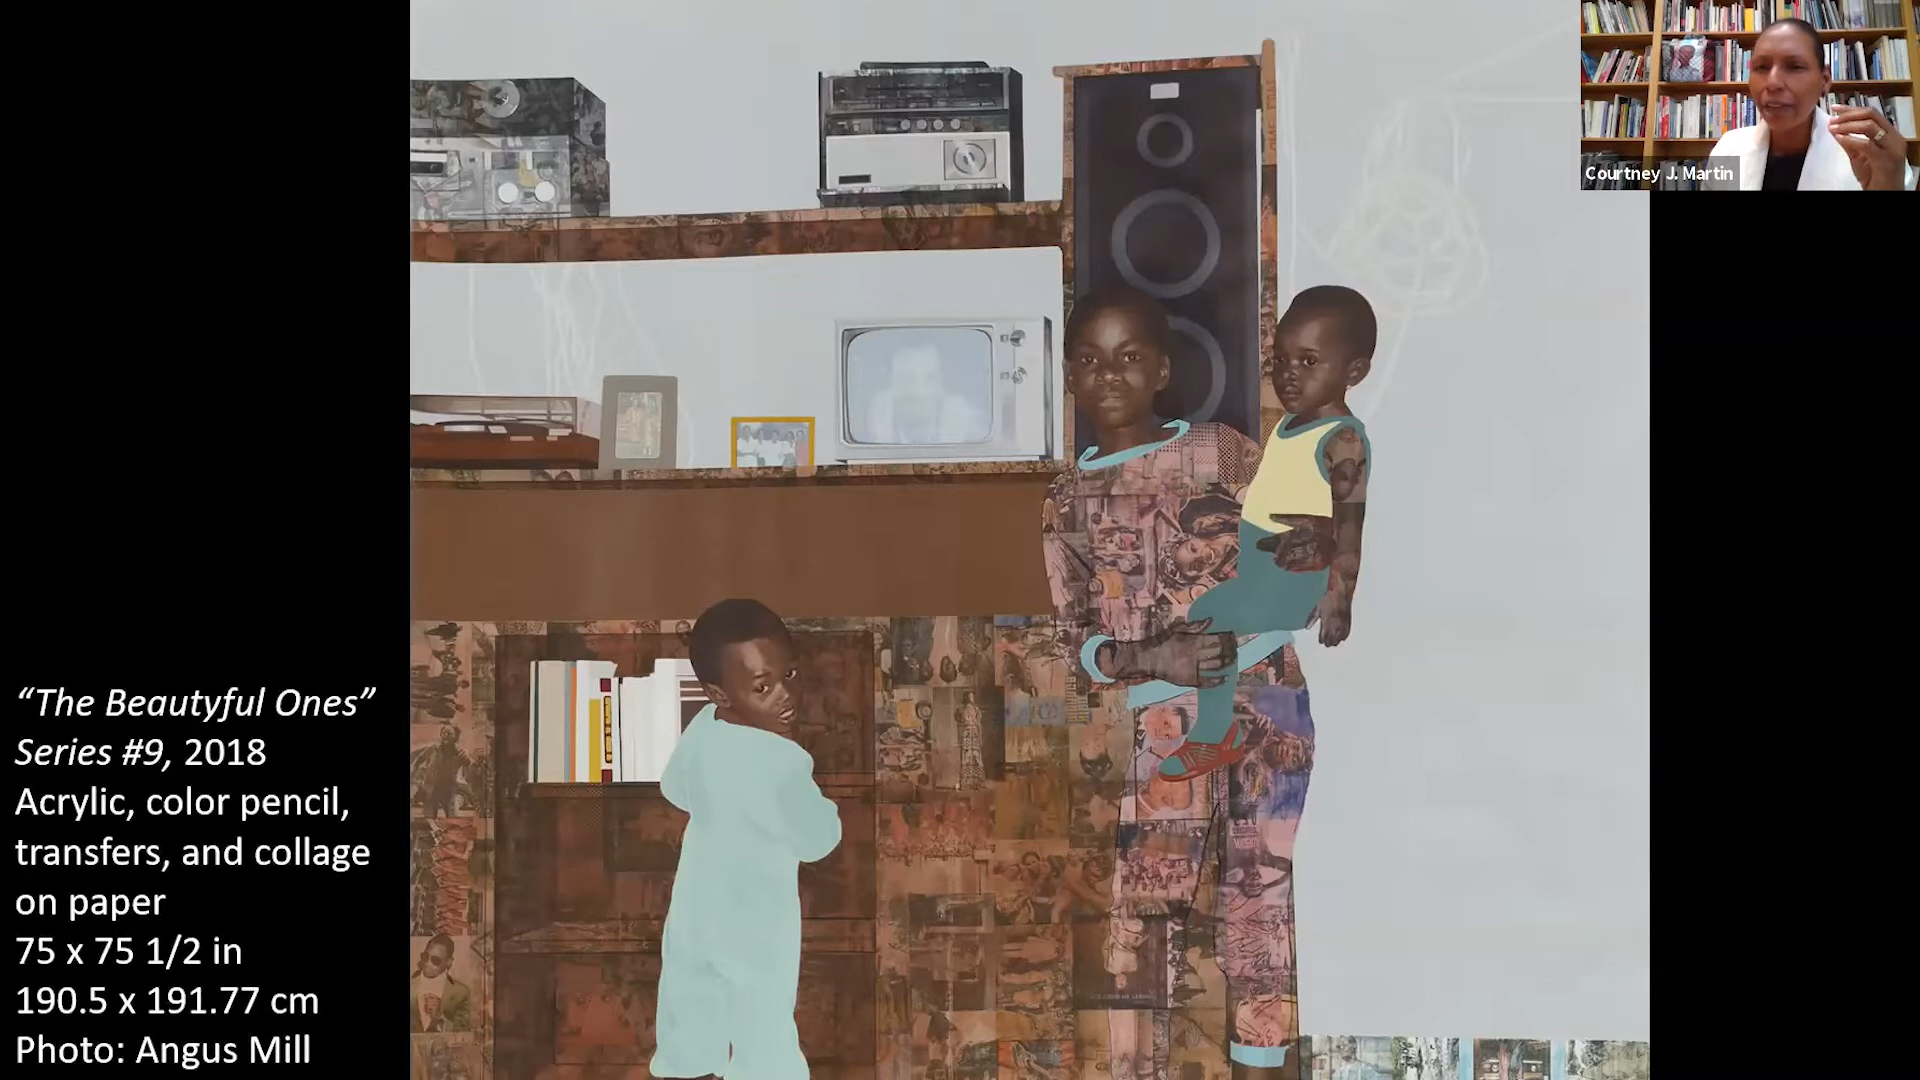 Courtney J. Martin
“The Beautyful Ones”
Series #9, 2018
Acrylic, color pencil,
transfers, and collage
on paper
75 x 75 1/2 in
190.5 x 191.77 cm
Photo: Angus Mill